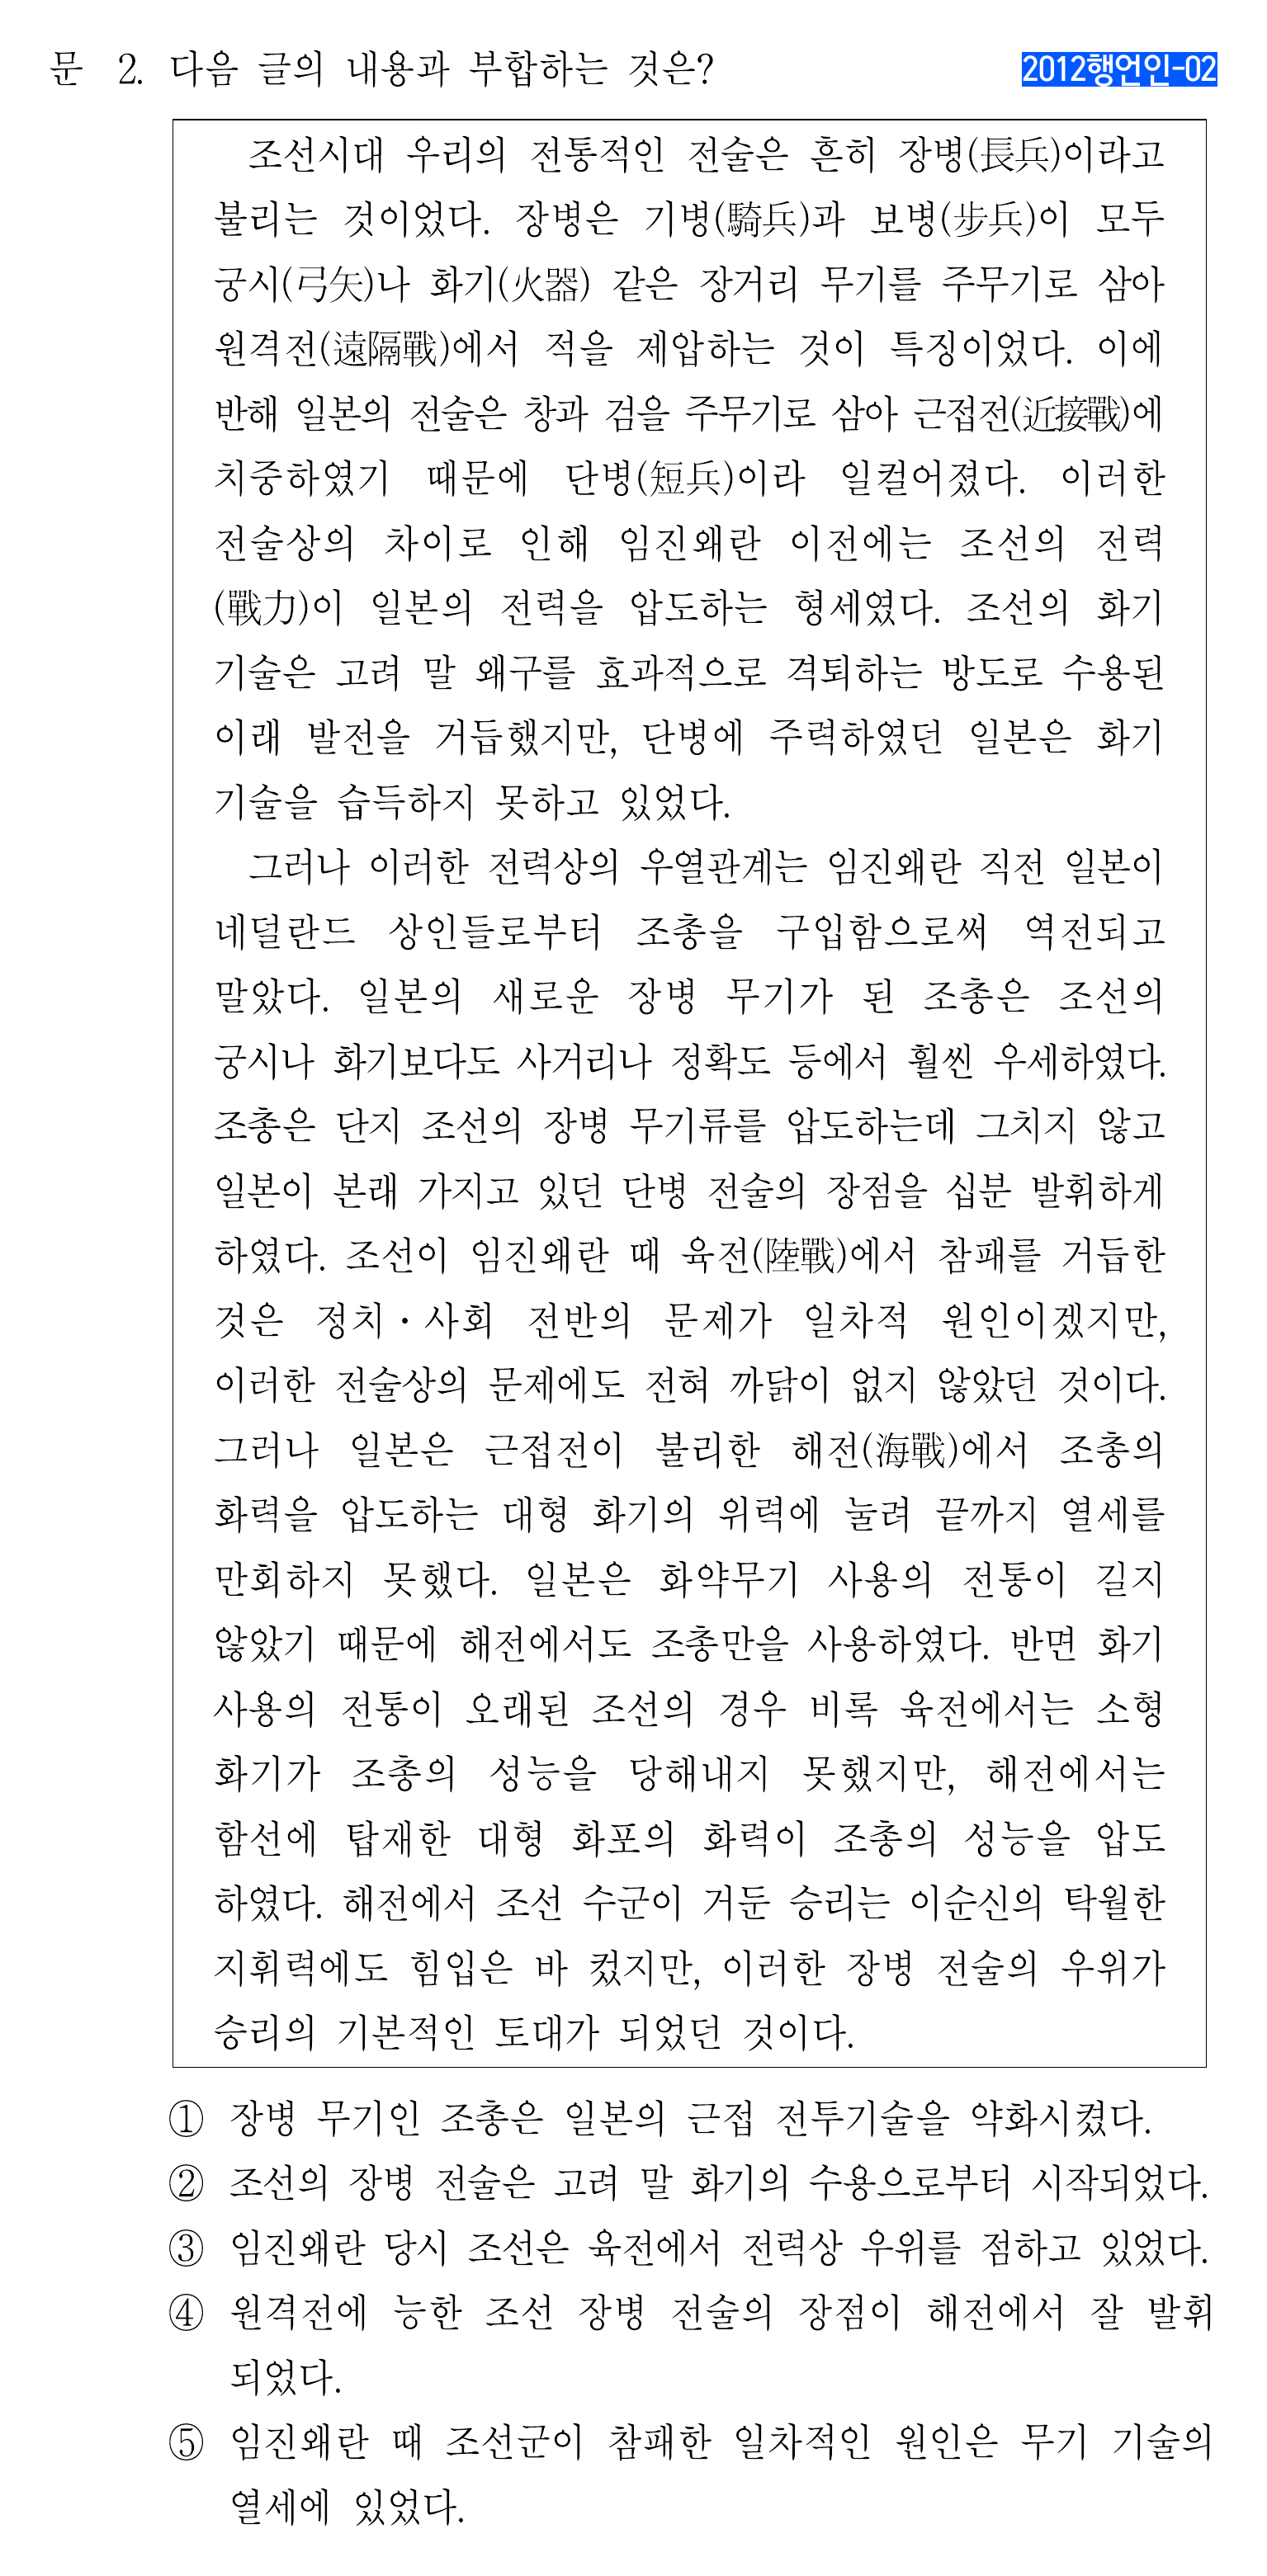 문 2. 다음 글의 내용과 부합하는 것은?
2012행언인-02
조선시대 우리의 전통적인 전술은 흔히 장병(長兵)이라고
불리는 것이었다. 장병은 기병(騎兵)과 보병(步兵)이 모두
궁시(弓矢)나 화기(火器) 같은 장거리 무기를 주무기로 삼아
원격전(遠隔戰)에서 적을 제압하는 것이 특징이었다. 이에
반해 일본의 전술은 창과 검을 주무기로 삼아 근접전(近接戰)에
치중하였기 때문에 단병(短兵)이라 일컬어졌다. 이러한
전술상의 차이로 인해 임진왜란 이전에는 조선의 전력
(戰力)이 일본의 전력을 압도하는 형세였다. 조선의 화기
기술은 고려 말 왜구를 효과적으로 격퇴하는 방도로 수용된
이래 발전을 거듭했지만, 단병에 주력하였던 일본은 화기
기술을 습득하지 못하고 있었다.
그러나 이러한 전력상의 우열관계는 임진왜란 직전 일본이
네덜란드 상인들로부터 조총을 구입함으로써 역전되고
말았다. 일본의 새로운 장병 무기가 된 조총은 조선의
궁시나 화기보다도 사거리나 정확도 등에서 훨씬 우세하였다.
조총은 단지 조선의 장병 무기류를 압도하는데 그치지 않고
일본이 본래 가지고 있던 단병 전술의 장점을 십분 발휘하게
하였다. 조선이 임진왜란 때 육전(陸戰)에서 참패를 거듭한
것은 정치・사회 전반의 문제가 일차적 원인이겠지만,
이러한 전술상의 문제에도 전혀 까닭이 없지 않았던 것이다.
그러나 일본은 근접전이 불리한 해전(海戰)에서 조총의
화력을 압도하는 대형 화기의 위력에 눌려 끝까지 열세를
만회하지 못했다. 일본은 화약무기 사용의 전통이 길지
않았기 때문에 해전에서도 조총만을 사용하였다. 반면 화기
사용의 전통이 오래된 조선의 경우 비록 육전에서는 소형
화기가 조총의 성능을 당해내지 못했지만, 해전에서는
함선에 탑재한 대형 화포의 화력이 조총의 성능을 압도
하였다. 해전에서 조선 수군이 거둔 승리는 이순신의 탁월한
지휘력에도 힘입은 바 컸지만, 이러한 장병 전술의 우위가
승리의 기본적인 토대가 되었던 것이다.
① 장병 무기인 조총은 일본의 근접 전투기술을 약화시켰다.
② 조선의 장병 전술은 고려 말 화기의 수용으로부터 시작되었다.
③ 임진왜란 당시 조선은 육전에서 전력상 우위를 점하고 있었다.
④ 원격전에 능한 조선 장병 전술의 장점이 해전에서 잘 발휘
되었다.
⑤ 임진왜란 때 조선군이 참패한 일차적인 원인은 무기 기술의
열세에 있었다.